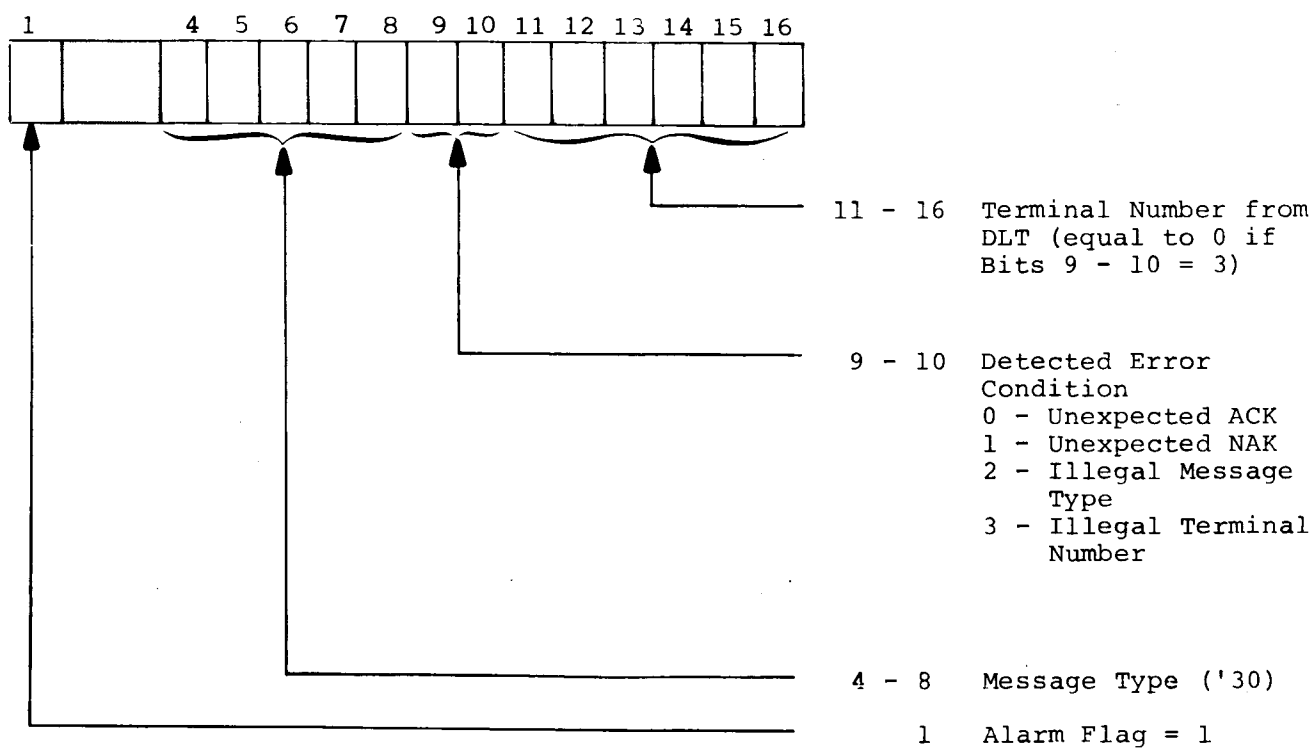 1 4 5 6 7 8 9 10 11 12 13 14 15 16
11 - 16 Terminal Number from
DLT (equal to 0 if
Bits 9 - 10 = 3)
9 - 10 Detected Error
Condition
0 - Unexpected ACK
1 - Unexpected NAK
2 - Illegal Message
Type
3 - Illegal Terminal
Number
4 - 8 Message Type ('30)
1 Alarm Flag = 1